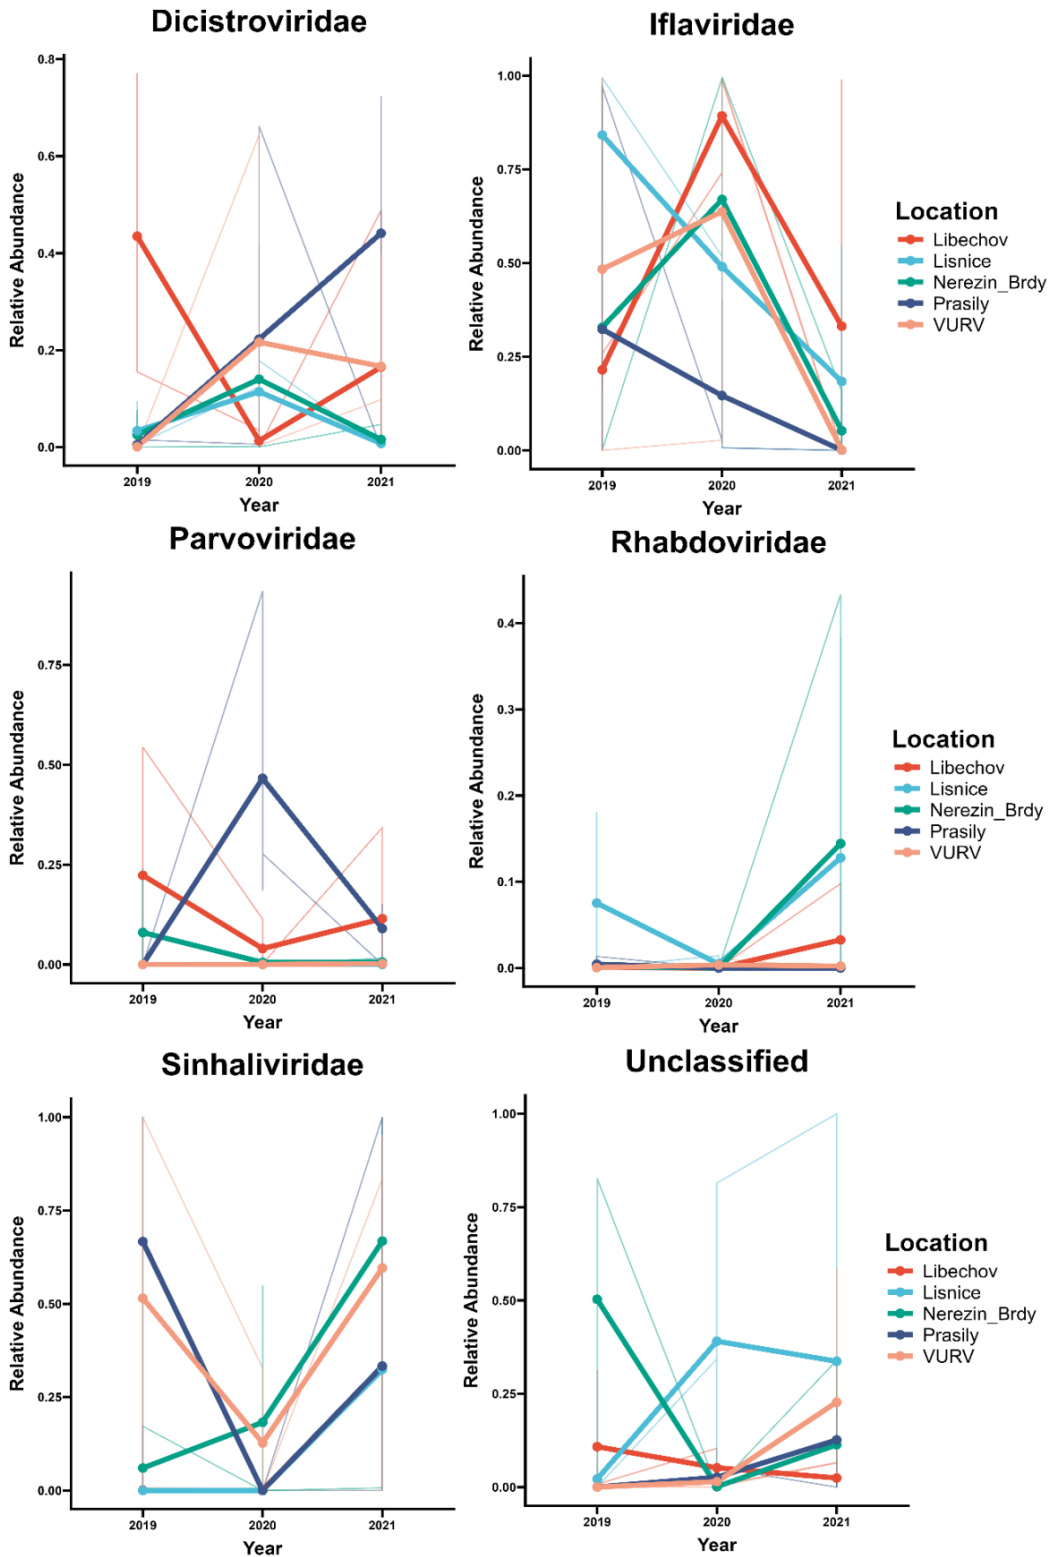 Dicistroviridae
Relative Abundance
0.8
0.6
0.4
0.2
0.0
2019 2020 2021
Year
Iflaviridae
Relative Abundance
1.00
0.75
0.50
0.25
0.00
2019 2020 2021
Year
Location
Libechov
Lisnice
Nerezin_Brdy
Prasily
VURV
Parvoviridae
Relative Abundance
0.75
0.50
0.25
0.00
2019 2020 2021
Year
Rhabdoviridae
Relative Abundance
0.4
0.3
0.2
0.1
0.0
2019 2020 2021
Year
Location
Libechov
Lisnice
Nerezin_Brdy
Prasily
VURV
Sinhaliviridae
Relative Abundance
1.00
0.75
0.50
0.25
0.00
2019 2020 2021
Year
Unclassified
Relative Abundance
1.00
0.75
0.50
0.25
0.00
2019 2020 2021
Year
Location
Libechov
Lisnice
Nerezin_Brdy
Prasily
VURV